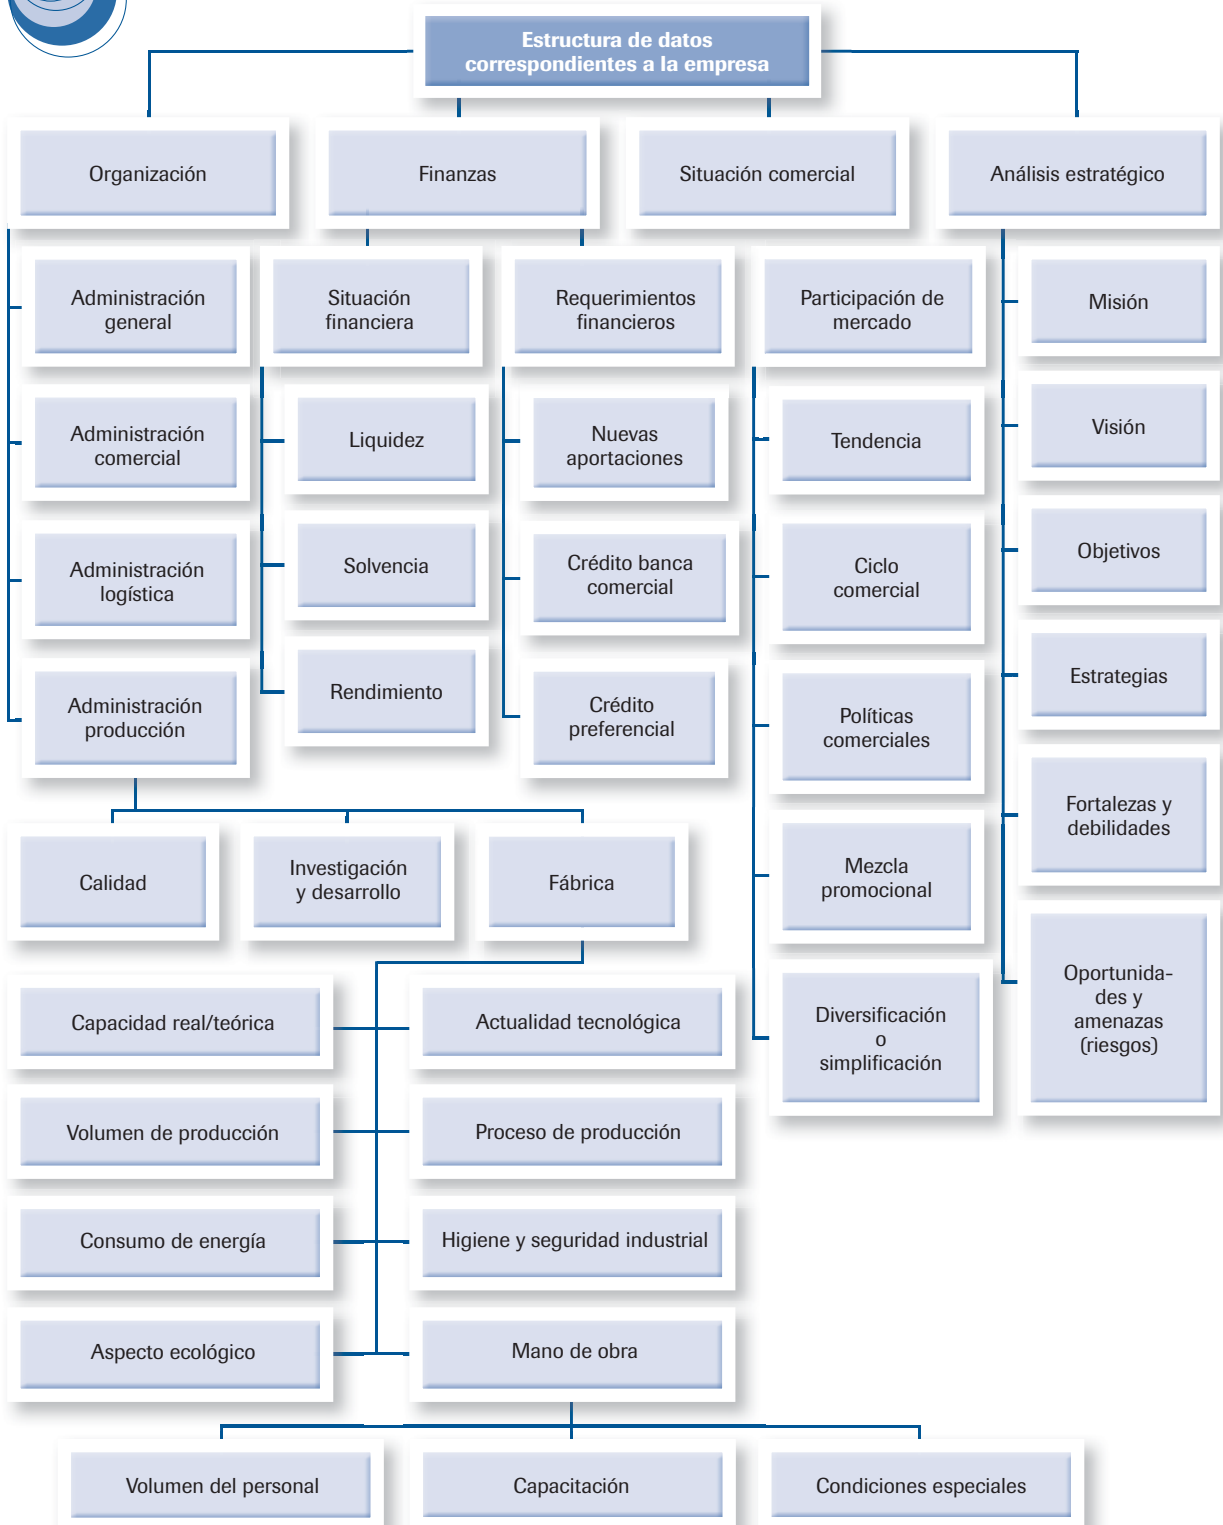 Estructura de datos
correspondientes a la empresa
Organización
Finanzas
Situación comercial
Análisis estratégico
Administración
general
Situación
financiera
Requerimientos
financieros
Participación de
mercado
Misión
Administración
comercial
Liquidez
Nuevas
aportaciones
Tendencia
Visión
Administración
logística
Solvencia
Crédito banca
comercial
Ciclo
comercial
Objetivos
Administración
producción
Rendimiento
Crédito
preferencial
Políticas
comerciales
Estrategias
Calidad
Investigación
y desarrollo
Fábrica
Mezcla
promocional
Fortalezas y
debilidades
Capacidad real/teórica
Actualidad tecnológica
Diversificación
o
simplificación
Oportunida-
des y
amenazas
(riesgos)
Volumen de producción
Proceso de producción
Consumo de energía
Higiene y seguridad industrial
Aspecto ecológico
Mano de obra
Volumen del personal
Capacitación
Condiciones especiales